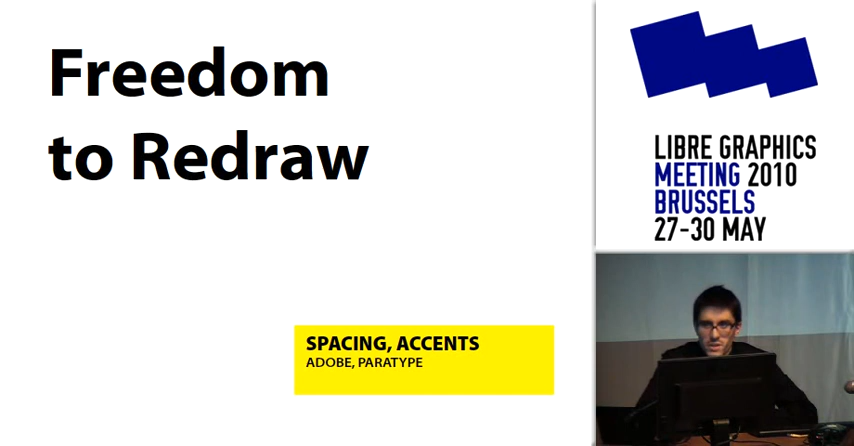 Freedom
to Redraw
SPACING, ACCENTS
ADOBE, PARATYPE
LIBRE GRAPHICS
MEETING 2010
BRUSSELS
27-30 MAY